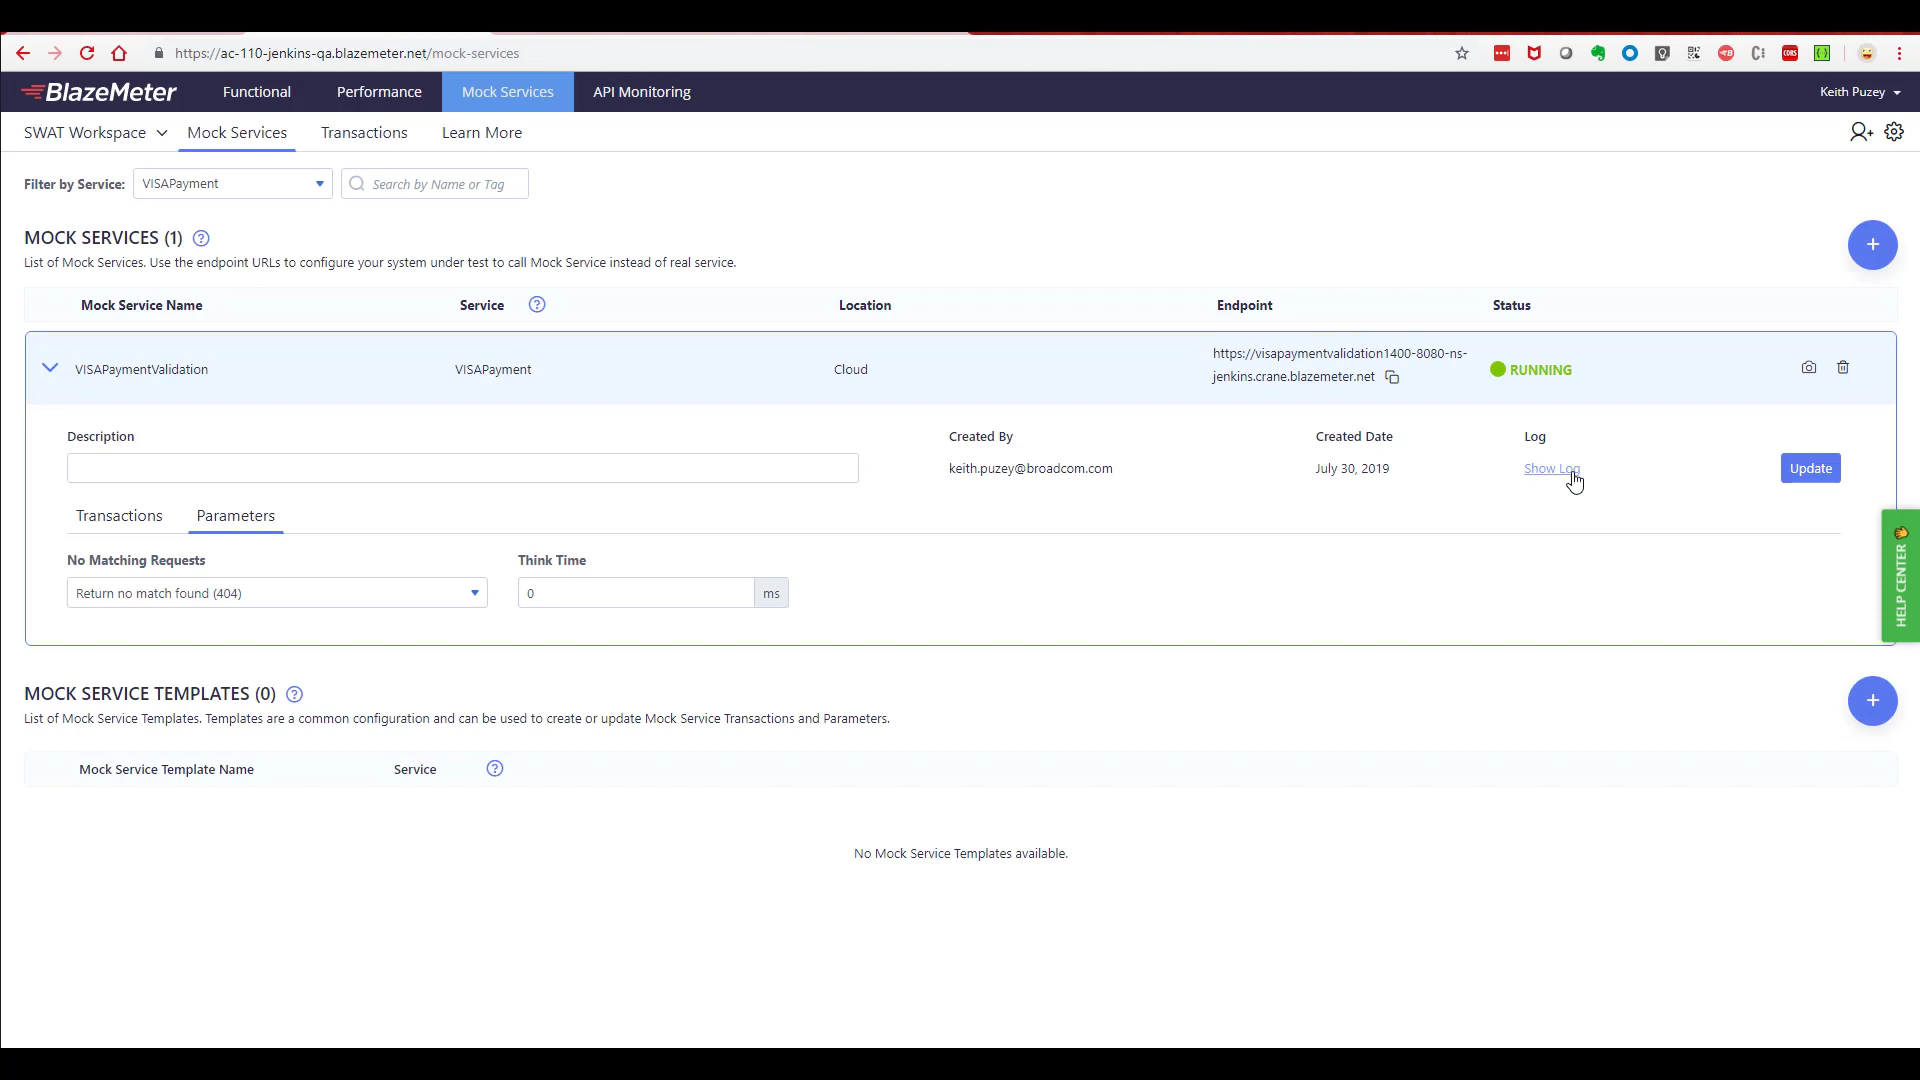 https://ac-110-jenkins-qa.blazemeter.net/mock-services
BlazeMeter Functional Performance Mock Services API Monitoring Keith Puzey
SWAT Workspace Mock Services Transactions Learn More
Filter by Service: VISAPayment Search by Name or Tag
MOCK SERVICES (1) ?
+
List of Mock Services. Use the endpoint URLs to configure your system under test to call Mock Service instead of real service.
Mock Service Name Service ? Location Endpoint Status
VISAPaymentValidation VISAPayment Cloud https://visapaymentvalidation1400-8080-ns-
jenkins.crane.blazemeter.net RUNNING
Description Created By Created Date Log
keith.puzey@broadcom.com July 30, 2019 Show Log Update
Transactions Parameters
HELP CENTER
No Matching Requests Think Time
Return no match found (404) 0 ms
MOCK SERVICE TEMPLATES (0) ?
+
List of Mock Service Templates. Templates are a common configuration and can be used to create or update Mock Service Transactions and Parameters.
Mock Service Template Name Service ?
No Mock Service Templates available.